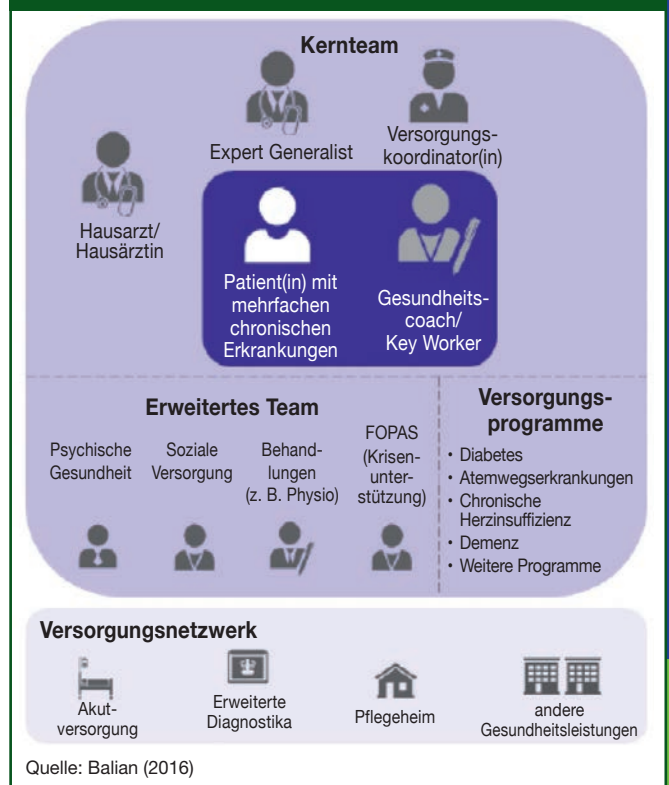 Kernteam
Expert Generalist
Versorgungs-
koordinator(in)
Hausarzt/
Hausärztin
Patient(in) mit
mehrfachen
chronischen
Erkrankungen
Gesundheits-
coach/
Key Worker
Erweitertes Team
Psychische
Gesundheit
Soziale
Versorgung
Behand-
lungen
(z. B. Physio)
FOPAS
(Krisen-
unter-
stützung)
Versorgungs-
programme
• Diabetes
• Atemwegserkrankungen
• Chronische
Herzinsuffizienz
• Demenz
• Weitere Programme
Versorgungsnetzwerk
Akut-
versorgung
Erweiterte
Diagnostika
Pflegeheim
andere
Gesundheitsleistungen
Quelle: Balian (2016)